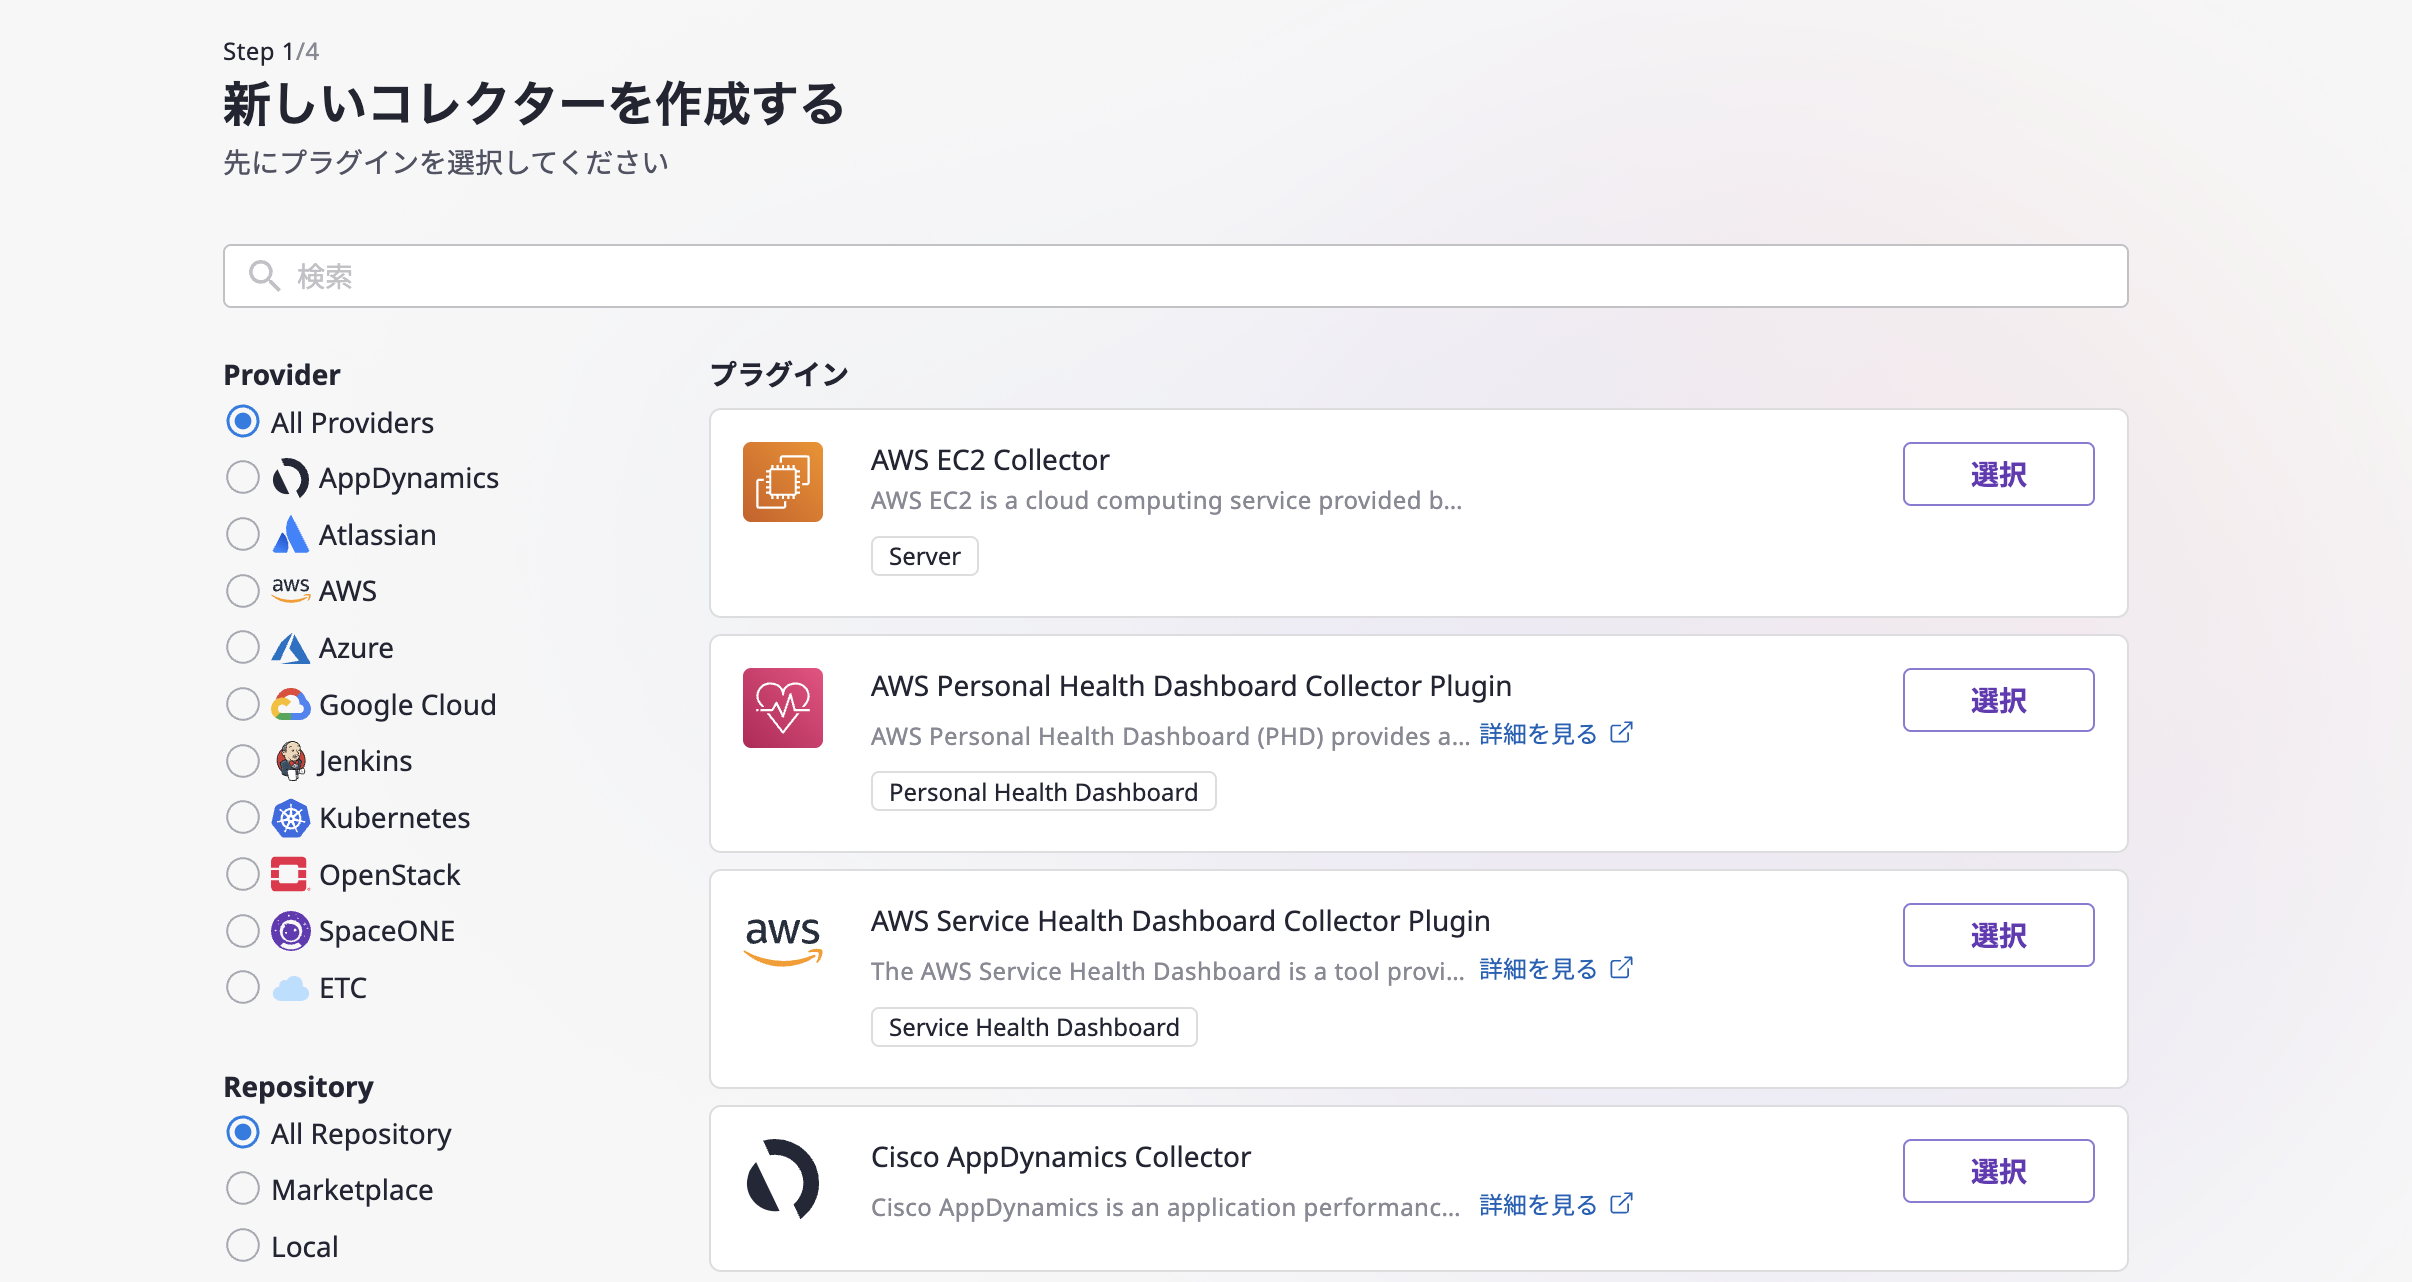 Step 1/4
新しいコレクターを作成する
先にプラグインを選択してください
検索
Provider
All Providers
AppDynamics
Atlassian
aws AWS
Azure
Google Cloud
Jenkins
Kubernetes
OpenStack
SpaceONE
ETC
Repository
All Repository
Marketplace
Local
プラグイン
AWS EC2 Collector
選択
AWS EC2 is a cloud computing service provided b...
Server
AWS Personal Health Dashboard Collector Plugin
選択
AWS Personal Health Dashboard (PHD) provides a... 詳細を見る
Personal Health Dashboard
aws
AWS Service Health Dashboard Collector Plugin
選択
The AWS Service Health Dashboard is a tool provi... 詳細を見る
Service Health Dashboard
Cisco AppDynamics Collector
選択
Cisco AppDynamics is an application performanc... 詳細を見る